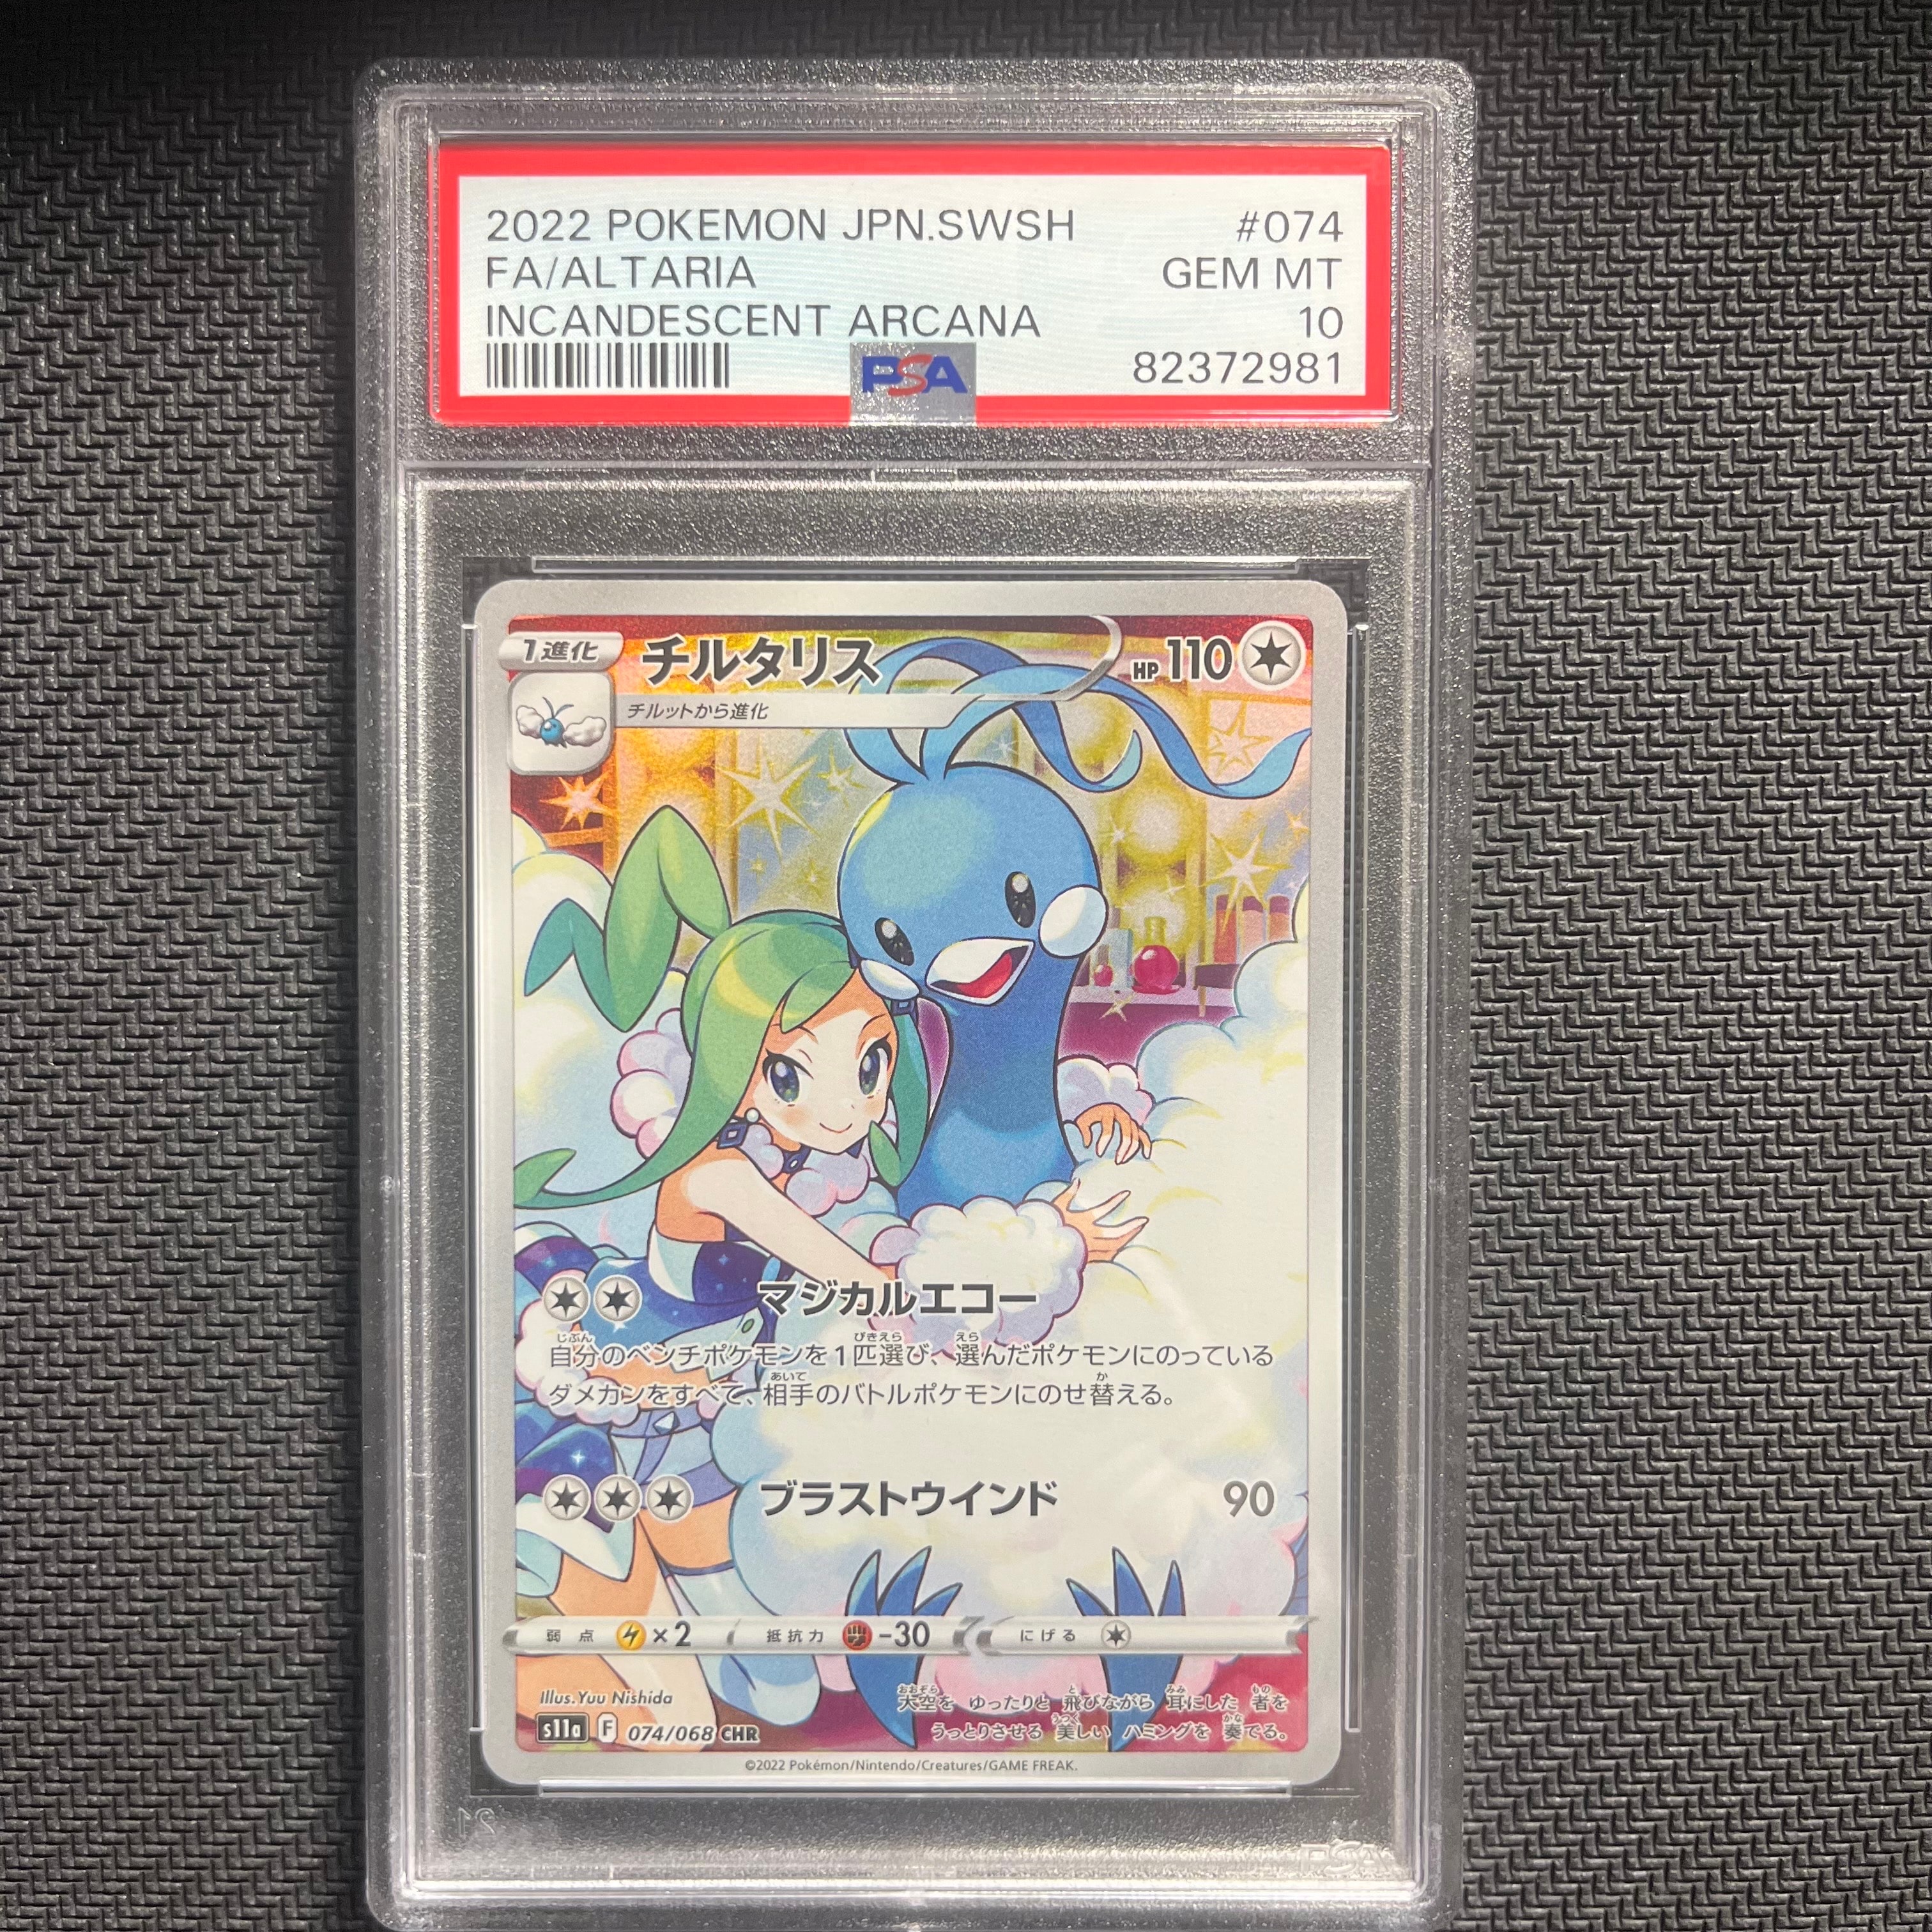 2022 POKEMON JPN.SWSH #074
FA/ALTARIA GEM MT
INCANDESCENT ARCANA 10
PSA 82372981
1進化 チルタリス HP 110
チルットから進化
マジカルエコー
自分のベンチポケモンを1匹選び、選んだポケモンにのっている
ダメカンをすべて、相手のバトルポケモンにのせ替える。
ブラストウインド 90
弱点 ×2 抵抗力 -30 にげる
Illus. Yuu Nishida
大空を ゆったりと 飛びながら 耳にした 者を
うっとりさせる 美しい ハミングを 奏でる。
s11a F 074/068 CHR
©2022 Pokémon/Nintendo/Creatures/GAME FREAK.